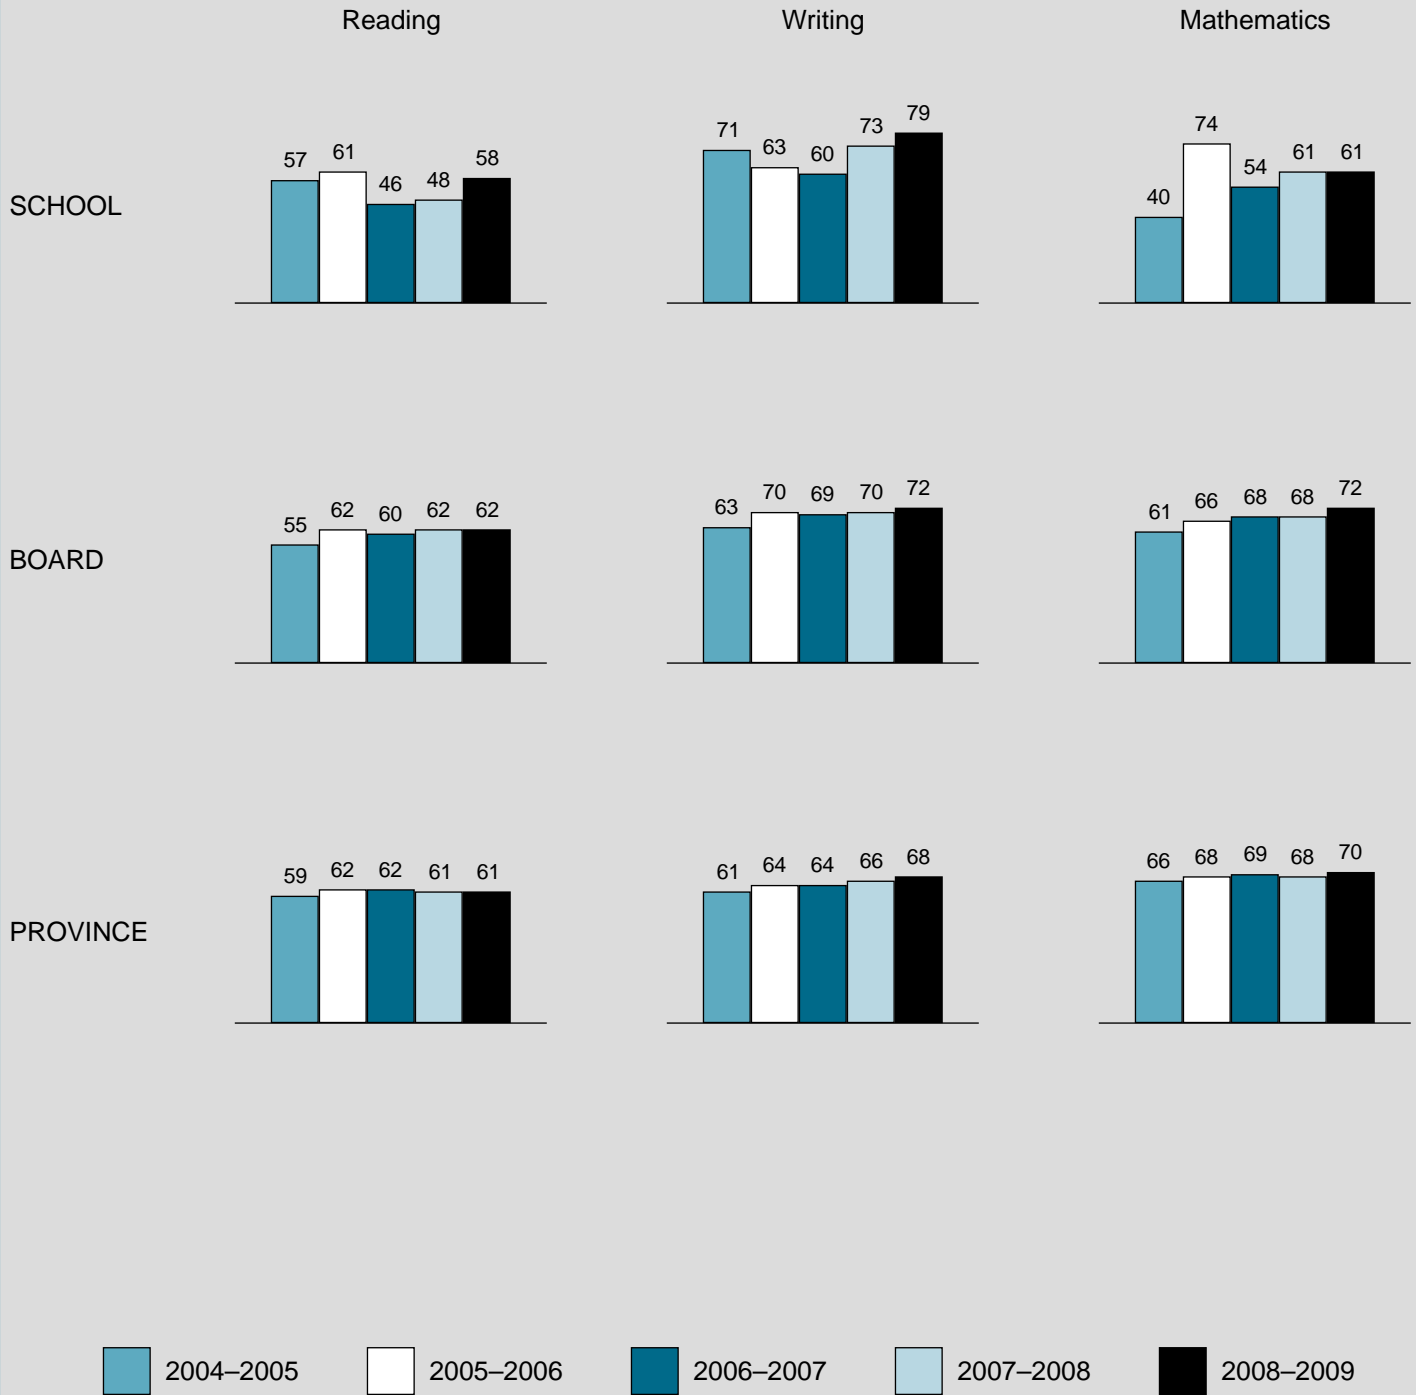 Reading Writing Mathematics
SCHOOL
57 61 46 48 58
71 63 60 73 79
40 74 54 61 61
BOARD
55 62 60 62 62
63 70 69 70 72
61 66 68 68 72
PROVINCE
59 62 62 61 61
61 64 64 66 68
66 68 69 68 70
2004–2005 2005–2006 2006–2007 2007–2008 2008–2009